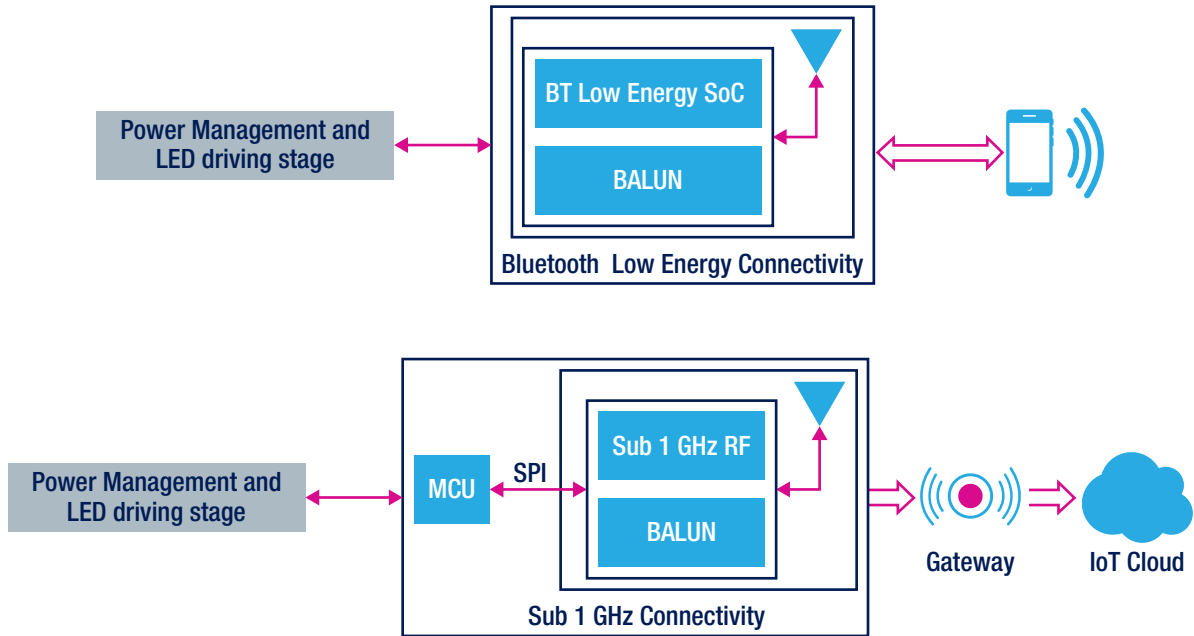 Power Management and
LED driving stage
BT Low Energy SoC
BALUN
Bluetooth Low Energy Connectivity
Power Management and
LED driving stage
MCU
SPI
Sub 1 GHz RF
BALUN
Sub 1 GHz Connectivity
Gateway
IoT Cloud